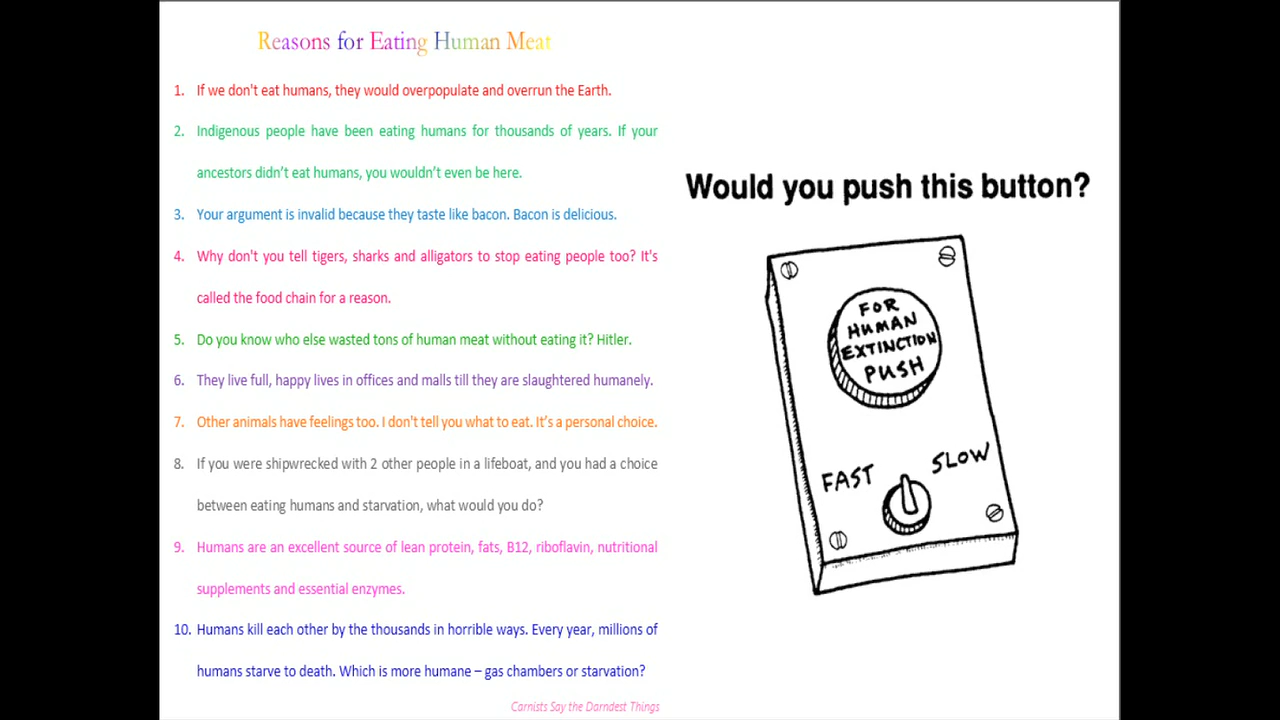 Reasons for Eating Human Meat
1. If we don't eat humans, they would overpopulate and overrun the Earth.
2. Indigenous people have been eating humans for thousands of years. If your
ancestors didn’t eat humans, you wouldn’t even be here.
3. Your argument is invalid because they taste like bacon. Bacon is delicious.
4. Why don't you tell tigers, sharks and alligators to stop eating people too? It's
called the food chain for a reason.
5. Do you know who else wasted tons of human meat without eating it? Hitler.
6. They live full, happy lives in offices and malls till they are slaughtered humanely.
7. Other animals have feelings too. I don't tell you what to eat. It’s a personal choice.
8. If you were shipwrecked with 2 other people in a lifeboat, and you had a choice
between eating humans and starvation, what would you do?
9. Humans are an excellent source of lean protein, fats, B12, riboflavin, nutritional
supplements and essential enzymes.
10. Humans kill each other by the thousands in horrible ways. Every year, millions of
humans starve to death. Which is more humane – gas chambers or starvation?
Carnists Say the Darndest Things
Would you push this button?
FOR
HUMAN
EXTINCTION
PUSH
FAST
SLOW